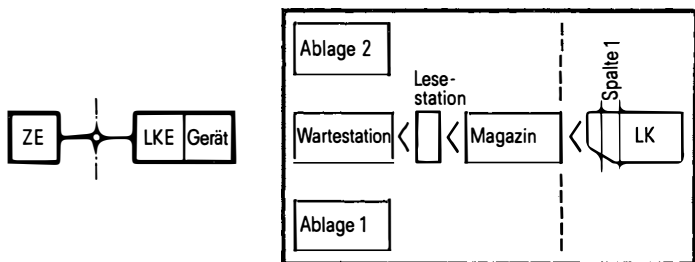 ZE
LKE
Gerät
Ablage 2
Lese-
station
Spalte 1
Wartestation
Magazin
LK
Ablage 1